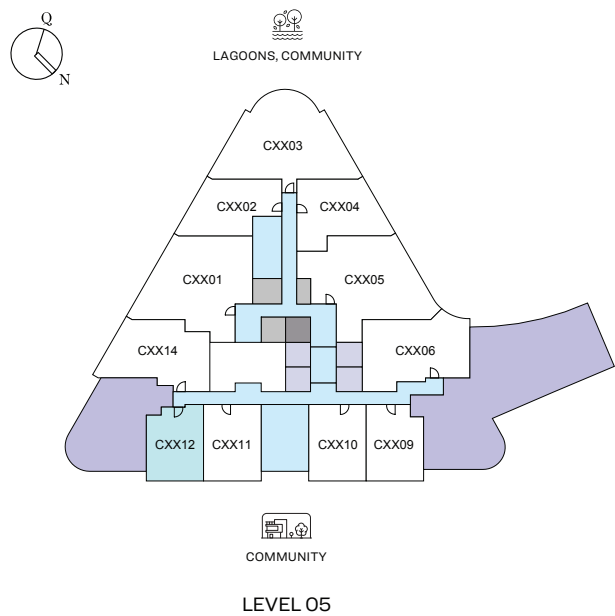 Q
N
LAGOONS, COMMUNITY
CXX03
CXX02
CXX04
CXX01
CXX05
CXX14
CXX06
CXX12
CXX11
CXX10
CXX09
COMMUNITY
LEVEL 05